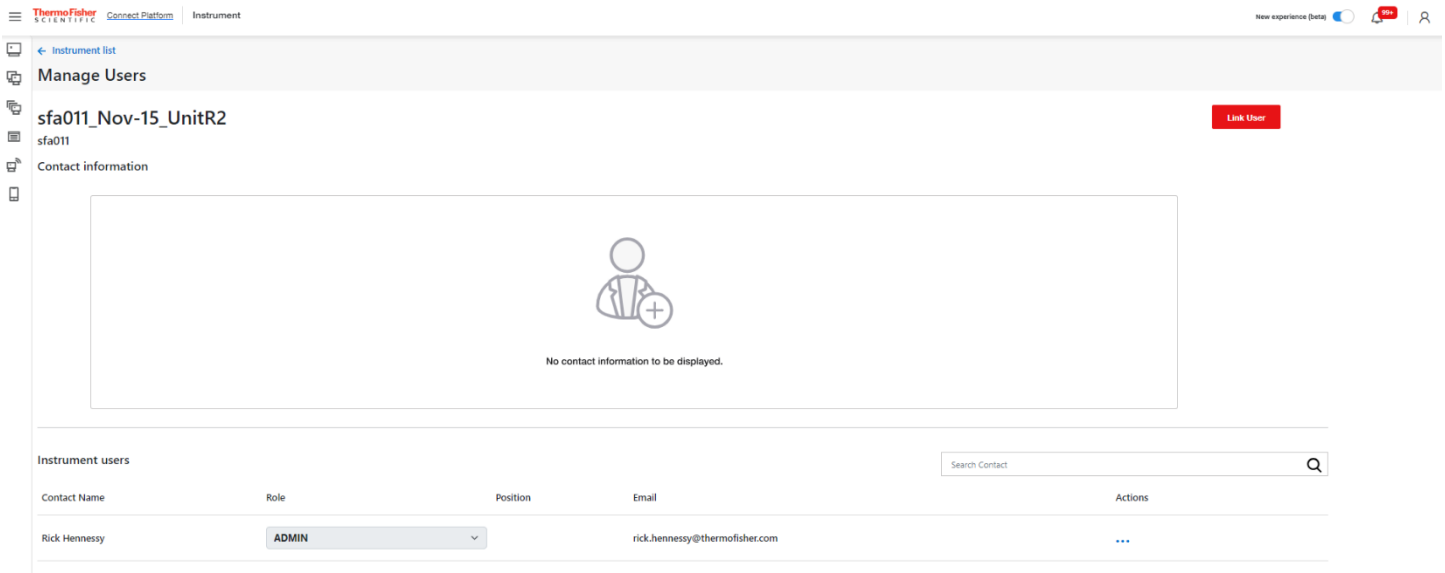 ThermoFisher SCIENTIFIC Connect Platform Instrument New experience (beta) 99+
← Instrument list
Manage Users
sfa011_Nov-15_UnitR2 Link User
sfa011
Contact information
No contact information to be displayed.
Instrument users Search Contact
Contact Name Role Position Email Actions
Rick Hennessy ADMIN rick.hennessy@thermofisher.com ...